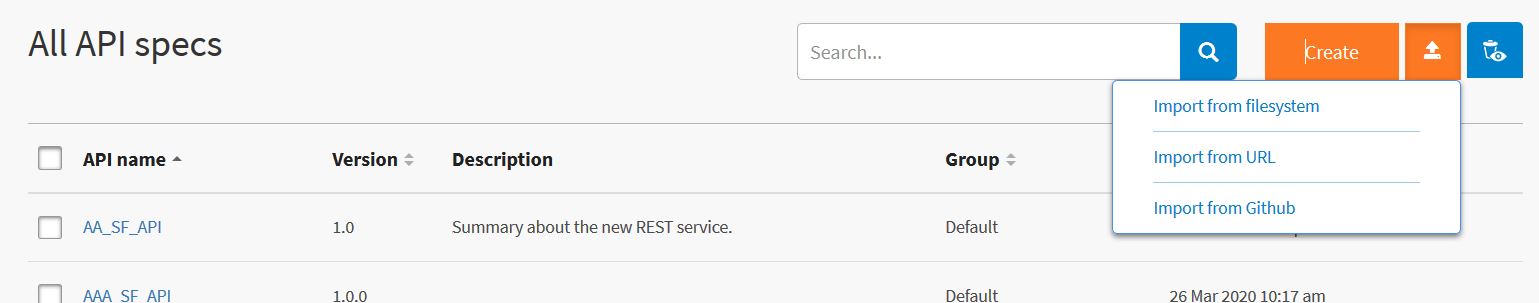 All API specs
Search...
Create
Import from filesystem
Import from URL
Import from Github
API name Version Description Group
AA_SF_API 1.0 Summary about the new REST service. Default
AAA_SF_API 1.0.0 Default 26 Mar 2020 10:17 am